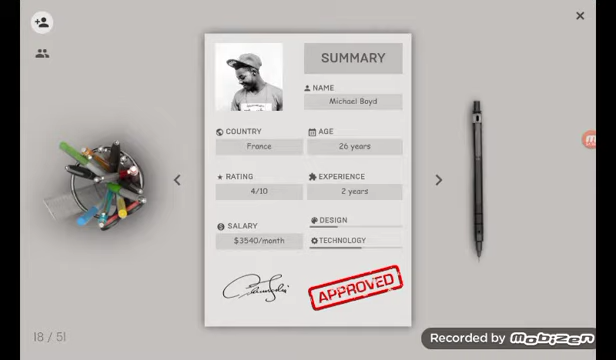 SUMMARY
NAME
Michael Boyd
COUNTRY
AGE
France
26 years
RATING
EXPERIENCE
4/10
2 years
SALARY
DESIGN
$3540/month
TECHNOLOGY
APPROVED
18 / 51
Recorded by MOBIZEN